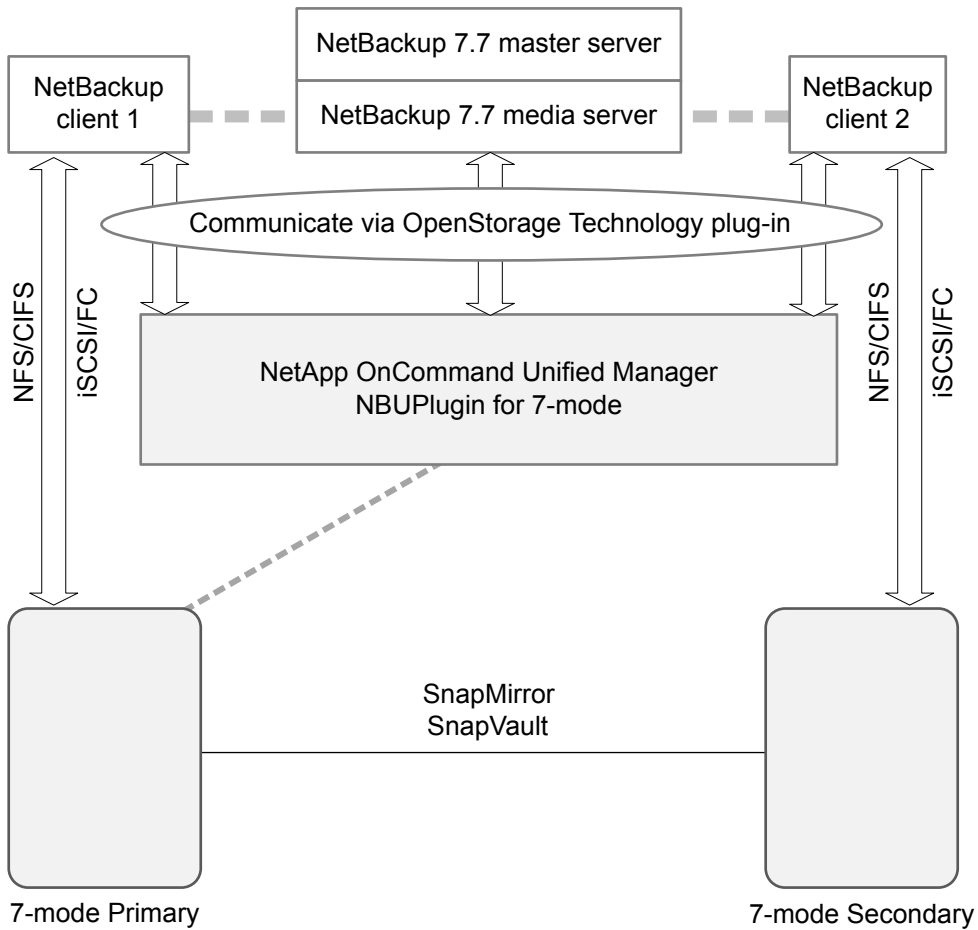 NetBackup 7.7 master server
NetBackup
client 1
NetBackup 7.7 media server
NetBackup
client 2
Communicate via OpenStorage Technology plug-in
NFS/CIFS
iSCSI/FC
NFS/CIFS
iSCSI/FC
NetApp OnCommand Unified Manager
NBUPlugin for 7-mode
SnapMirror
SnapVault
7-mode Primary
7-mode Secondary